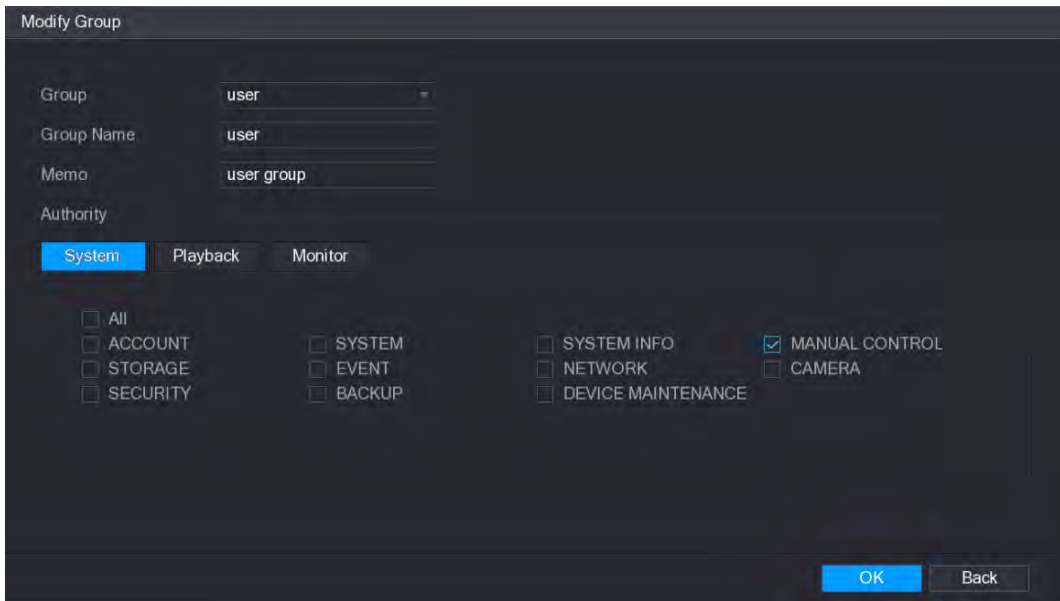 Modify Group
Group user
Group Name user
Memo user group
Authority
System Playback Monitor
All
ACCOUNT SYSTEM SYSTEM INFO MANUAL CONTROL
STORAGE EVENT NETWORK CAMERA
SECURITY BACKUP DEVICE MAINTENANCE
OK Back